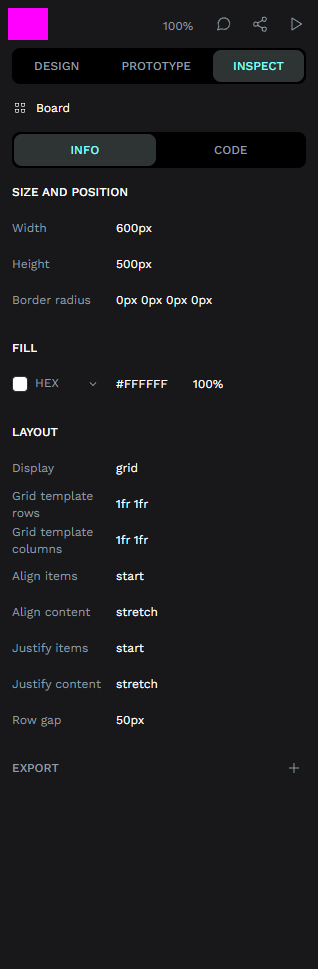 100%
DESIGN PROTOTYPE INSPECT
Board
INFO CODE
SIZE AND POSITION
Width 600px
Height 500px
Border radius 0px 0px 0px 0px
FILL
HEX #FFFFFF 100%
LAYOUT
Display grid
Grid template rows 1fr 1fr
Grid template columns 1fr 1fr
Align items start
Align content stretch
Justify items start
Justify content stretch
Row gap 50px
EXPORT